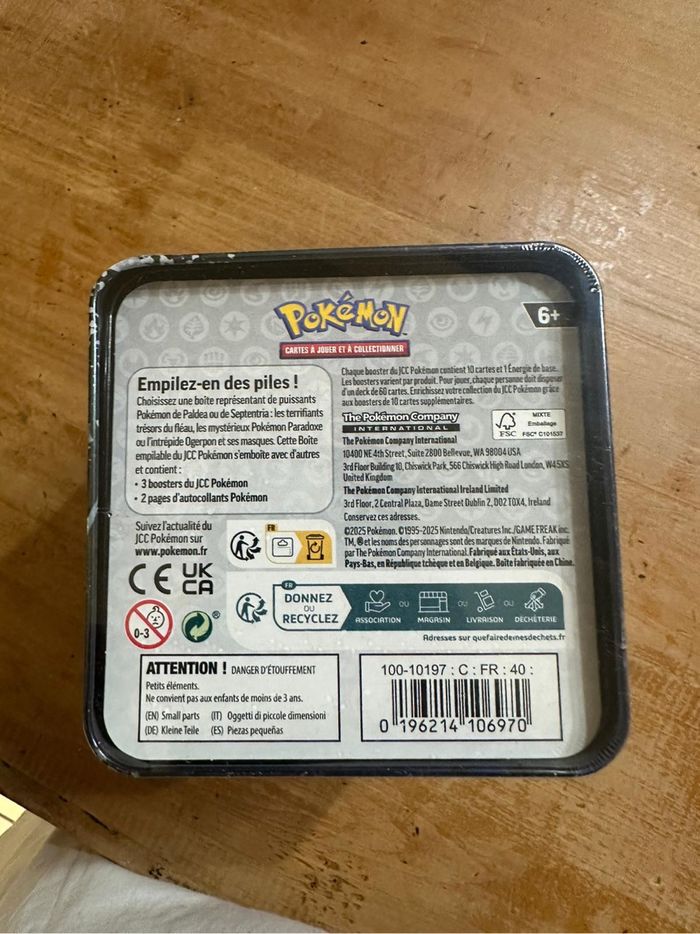 POKÉMON
CARTES À JOUER ET À COLLECTIONNER
6+
Empilez-en des piles !
Choisissez une boîte représentant de puissants
Pokémon de Paldea ou de Septentria : les terrifiants
trésors du fléau, les mystérieux Pokémon Paradoxe
ou l'intrépide Ogerpon et ses masques. Cette Boîte
empilable du JCC Pokémon s'emboîte avec d'autres
et contient :
• 3 boosters du JCC Pokémon
• 2 pages d'autocollants Pokémon
Chaque booster du JCC Pokémon contient 10 cartes et 1 Énergie de base.
Les boosters varient par produit. Pour jouer, chaque personne doit disposer
d'un deck de 60 cartes. Enrichissez votre collection du JCC Pokémon grâce
aux boosters de 10 cartes supplémentaires.
The Pokémon Company
INTERNATIONAL
FSC
MIXTE
Emballage
FSC® C101537
The Pokémon Company International
10400 NE 4th Street, Suite 2800 Bellevue, WA 98004 USA
3rd Floor Building 10, Chiswick Park, 566 Chiswick High Road London, W4 5XS
United Kingdom
The Pokémon Company International Ireland Limited
3rd Floor, 2 Central Plaza, Dame Street Dublin 2, D02 T0X4, Ireland
Conservez ces adresses.
©2025 Pokémon. ©1995-2025 Nintendo/Creatures Inc./GAME FREAK inc.
TM, ® et les noms des personnages sont des marques de Nintendo. Fabriqué
par The Pokémon Company International. Fabriqué aux États-Unis, aux
Pays-Bas, en République tchèque et en Belgique. Boîte fabriquée en Chine.
Suivez l'actualité du
JCC Pokémon sur
www.pokemon.fr
FR
CE UK
CA
0-3
®
FR
DONNEZ
OU
RECYCLEZ
ASSOCIATION
OU
MAGASIN
OU
LIVRAISON
OU
DÉCHÈTERIE
Adresses sur quefairedemesdechets.fr
ATTENTION ! DANGER D'ÉTOUFFEMENT
Petits éléments.
Ne convient pas aux enfants de moins de 3 ans.
(EN) Small parts (IT) Oggetti di piccole dimensioni
(DE) Kleine Teile (ES) Piezas pequeñas
100-10197 : C : FR : 40 :
0 196214 106970